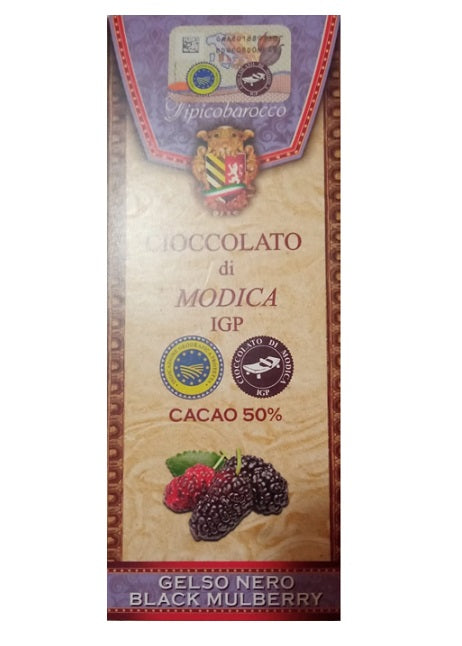 Tipicobarocco
CIOCCOLATO
di
MODICA
IGP
CIOCCOLATO DI MODICA
IGP
CACAO 50%
GELSO NERO
BLACK MULBERRY